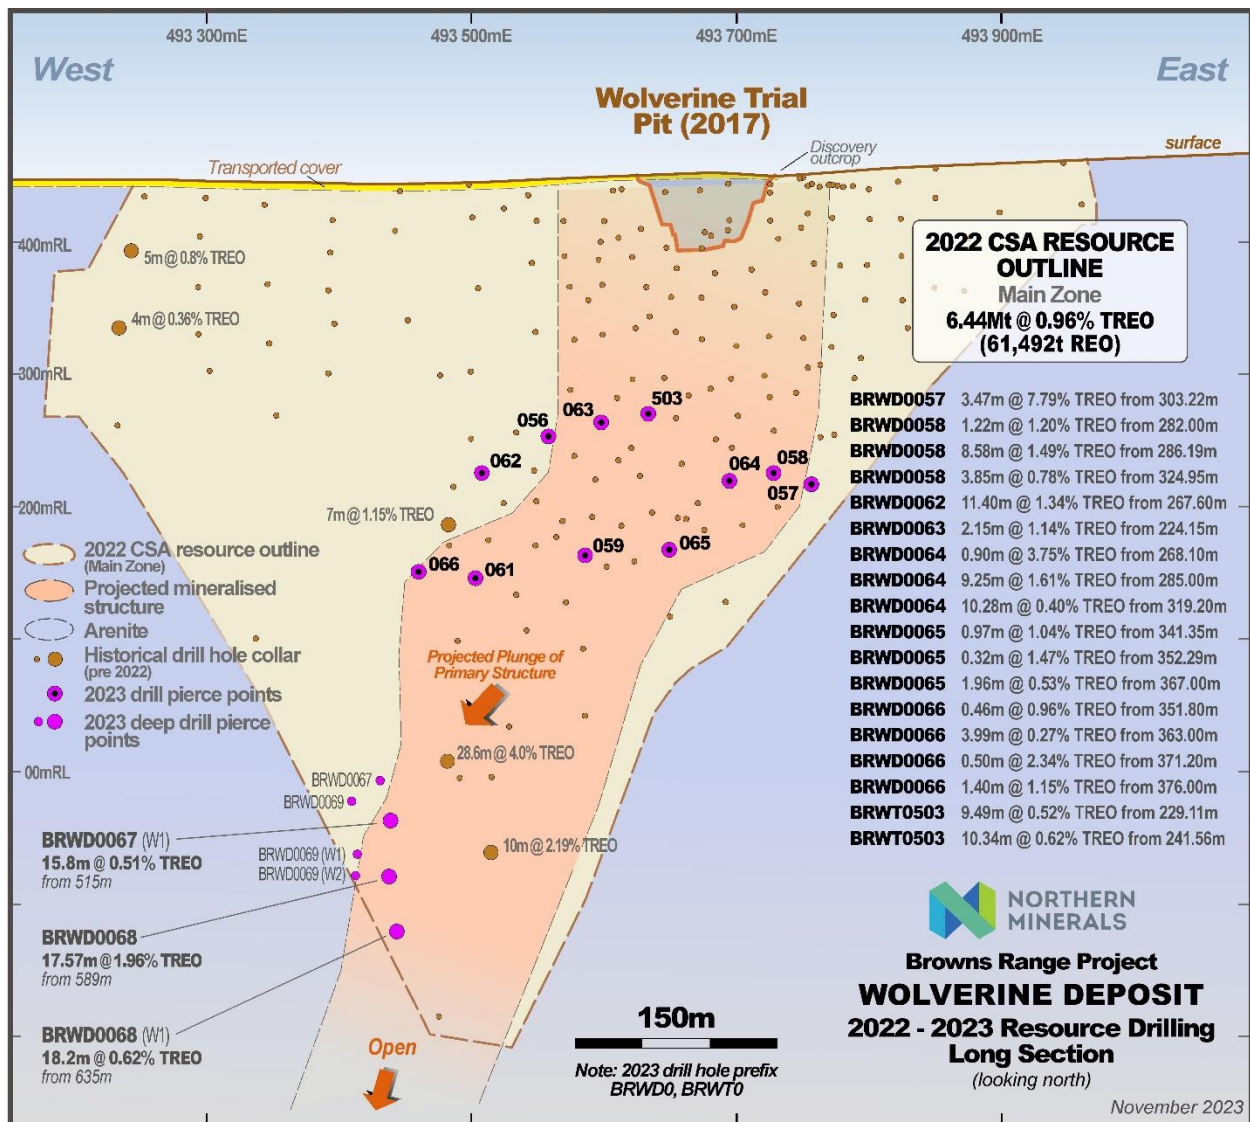 493 300mE
493 500mE
493 700mE
493 900mE
West
East
Wolverine Trial
Pit (2017)
Discovery
outcrop
surface
Transported cover
400mRL
300mRL
200mRL
00mRL
5m @ 0.8% TREO
4m @ 0.36% TREO
2022 CSA RESOURCE
OUTLINE
Main Zone
6.44Mt @ 0.96% TREO
(61,492t REO)
503
063
056
062
064
058
057
7m @ 1.15% TREO
059
065
066
061
BRWD0057 3.47m @ 7.79% TREO from 303.22m
BRWD0058 1.22m @ 1.20% TREO from 282.00m
BRWD0058 8.58m @ 1.49% TREO from 286.19m
BRWD0058 3.85m @ 0.78% TREO from 324.95m
BRWD0062 11.40m @ 1.34% TREO from 267.60m
BRWD0063 2.15m @ 1.14% TREO from 224.15m
BRWD0064 0.90m @ 3.75% TREO from 268.10m
BRWD0064 9.25m @ 1.61% TREO from 285.00m
BRWD0064 10.28m @ 0.40% TREO from 319.20m
BRWD0065 0.97m @ 1.04% TREO from 341.35m
BRWD0065 0.32m @ 1.47% TREO from 352.29m
BRWD0065 1.96m @ 0.53% TREO from 367.00m
BRWD0066 0.46m @ 0.96% TREO from 351.80m
BRWD0066 3.99m @ 0.27% TREO from 363.00m
BRWD0066 0.50m @ 2.34% TREO from 371.20m
BRWD0066 1.40m @ 1.15% TREO from 376.00m
BRWT0503 9.49m @ 0.52% TREO from 229.11m
BRWT0503 10.34m @ 0.62% TREO from 241.56m
2022 CSA resource outline
(Main Zone)
Projected mineralised
structure
Arenite
Historical drill hole collar
(pre 2022)
2023 drill pierce points
2023 deep drill pierce
points
Projected Plunge of
Primary Structure
28.6m @ 4.0% TREO
10m @ 2.19% TREO
BRWD0067
BRWD0069
BRWD0069 (W1)
BRWD0069 (W2)
BRWD0067 (W1)
15.8m @ 0.51% TREO
from 515m
BRWD0068
17.57m @ 1.96% TREO
from 589m
BRWD0068 (W1)
18.2m @ 0.62% TREO
from 635m
Open
150m
Note: 2023 drill hole prefix
BRWD0, BRWT0
NORTHERN
MINERALS
Browns Range Project
WOLVERINE DEPOSIT
2022 - 2023 Resource Drilling
Long Section
(looking north)
November 2023